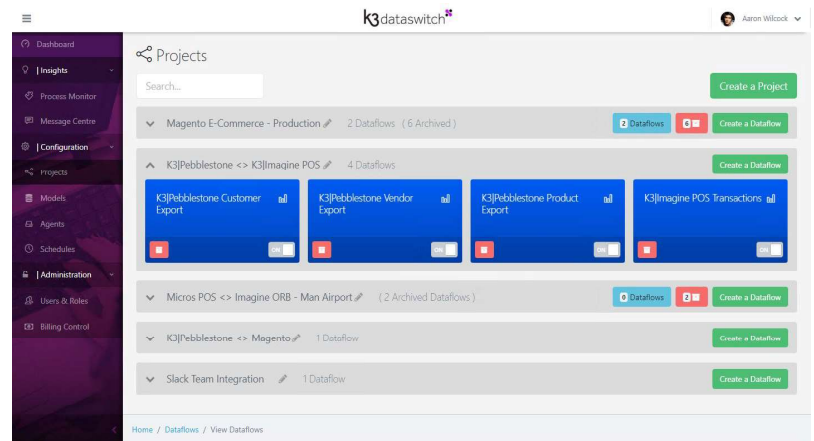 k3dataswitch
Aaron Wilcock
Dashboard
| Insights
Process Monitor
Message Centre
| Configuration
Projects
Models
Agents
Schedules
| Administration
Users & Roles
Billing Control
Projects
Search...
Create a Project
Magento E-Commerce - Production 2 Dataflows ( 6 Archived ) 2 Dataflows 6 Create a Dataflow
K3|Pebblestone <> K3|Imagine POS 4 Dataflows Create a Dataflow
K3|Pebblestone Customer
Export
ON
K3|Pebblestone Vendor
Export
ON
K3|Pebblestone Product
Export
ON
K3|Imagine POS Transactions
ON
Micros POS <> Imagine ORB - Man Airport ( 2 Archived Dataflows ) 0 Dataflows 2 Create a Dataflow
K3|Pebblestone <> Magento 1 Dataflow Create a Dataflow
Slack Team Integration 1 Dataflow Create a Dataflow
Home / Dataflows / View Dataflows